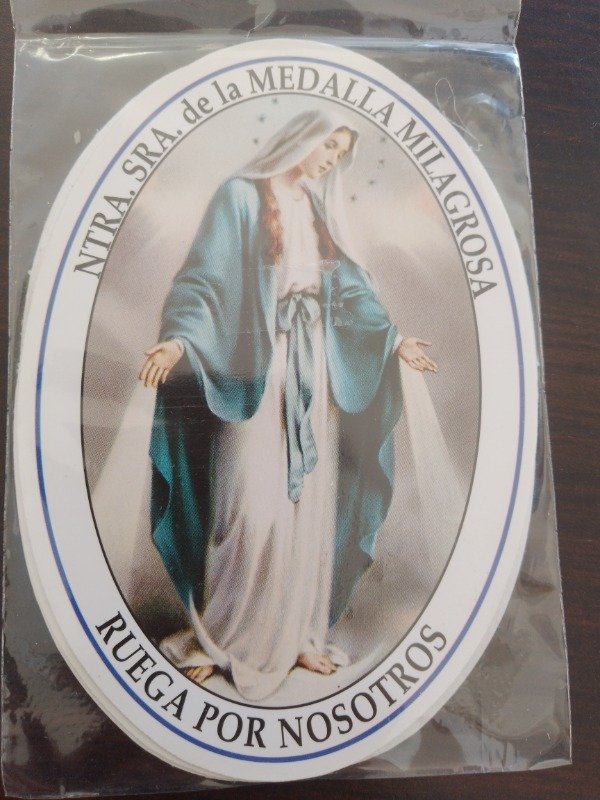 NTRA. SRA. de la MEDALLA MILAGROSA
RUEGA POR NOSOTROS